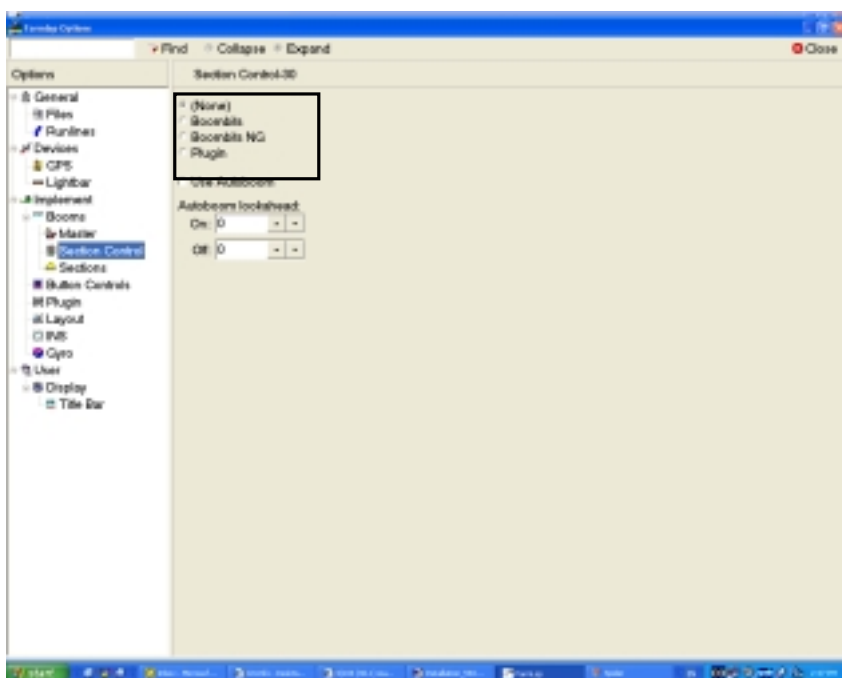 Options
Find Collapse Expand
Close
Options
Section Control-30
General
Files
Runlines
Devices
GPS
Lightbar
Implement
Booms
Master
Section Control
Sections
Button Controls
Plugin
Layout
INS
Gyro
User
Display
Title Bar
(None)
Boombits
Boombits NG
Plugin
Use Autoboom
Autoboom lookahead:
On: 0
Off: 0
start